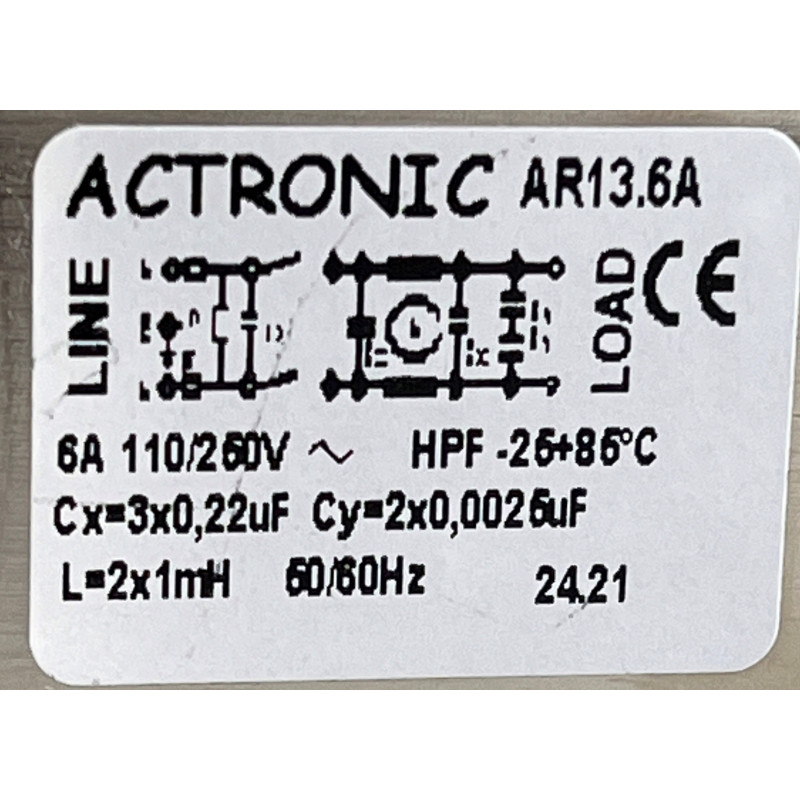 ACTRONIC AR13.6A
LINE
LOAD
CE
6A 110/250V ~ HPF -25+85°C
Cx=3x0,22uF Cy=2x0,0025uF
L=2x1mH 50/60Hz 24.21